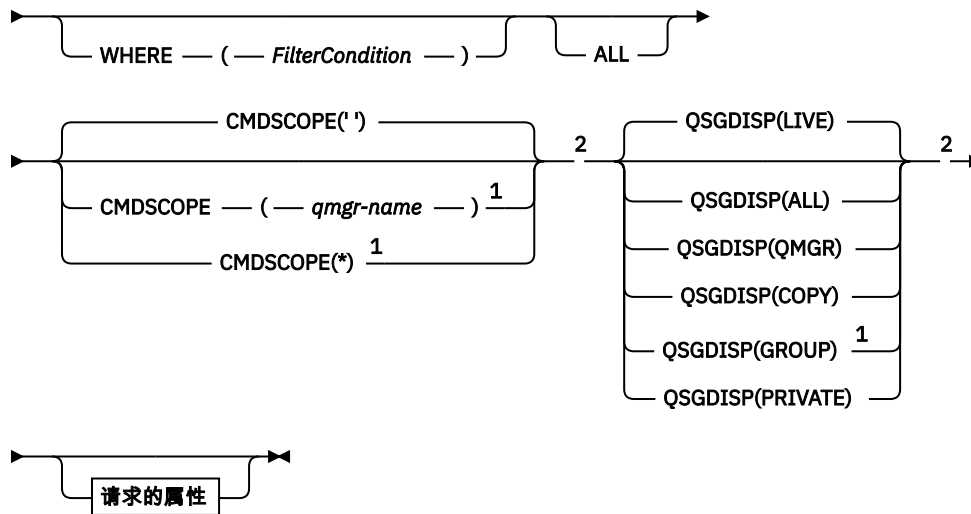 WHERE ( FilterCondition )
ALL
CMDSCOPE(' ')
CMDSCOPE ( qmgr-name ) 1
CMDSCOPE(*) 1
2
QSGDISP(LIVE)
QSGDISP(ALL)
QSGDISP(QMGR)
QSGDISP(COPY)
QSGDISP(GROUP) 1
QSGDISP(PRIVATE)
2
请求的属性